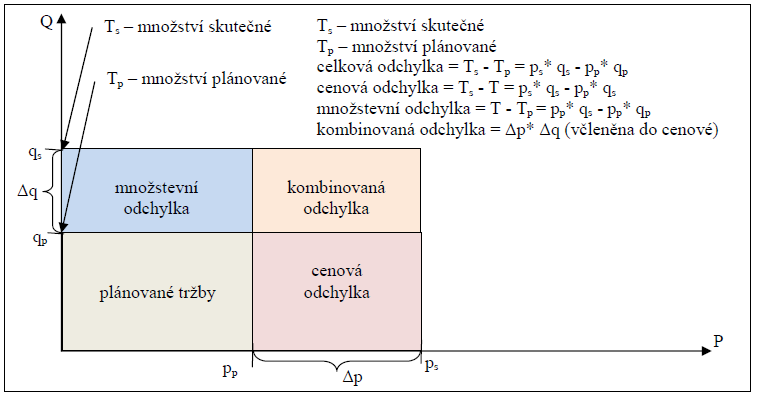 Q
Ts – množství skutečné
Tp – množství plánované
Ts – množství skutečné
Tp – množství plánované
celková odchylka = Ts - Tp = ps* qs - pp* qp
cenová odchylka = Ts - T = ps* qs - pp* qs
množstevní odchylka = T - Tp = pp* qs - pp* qp
kombinovaná odchylka = Δp* Δq (včleněna do cenové)
qs
Δq
qp
množstevní
odchylka
kombinovaná
odchylka
plánované tržby
cenová
odchylka
P
pp
Δp
ps